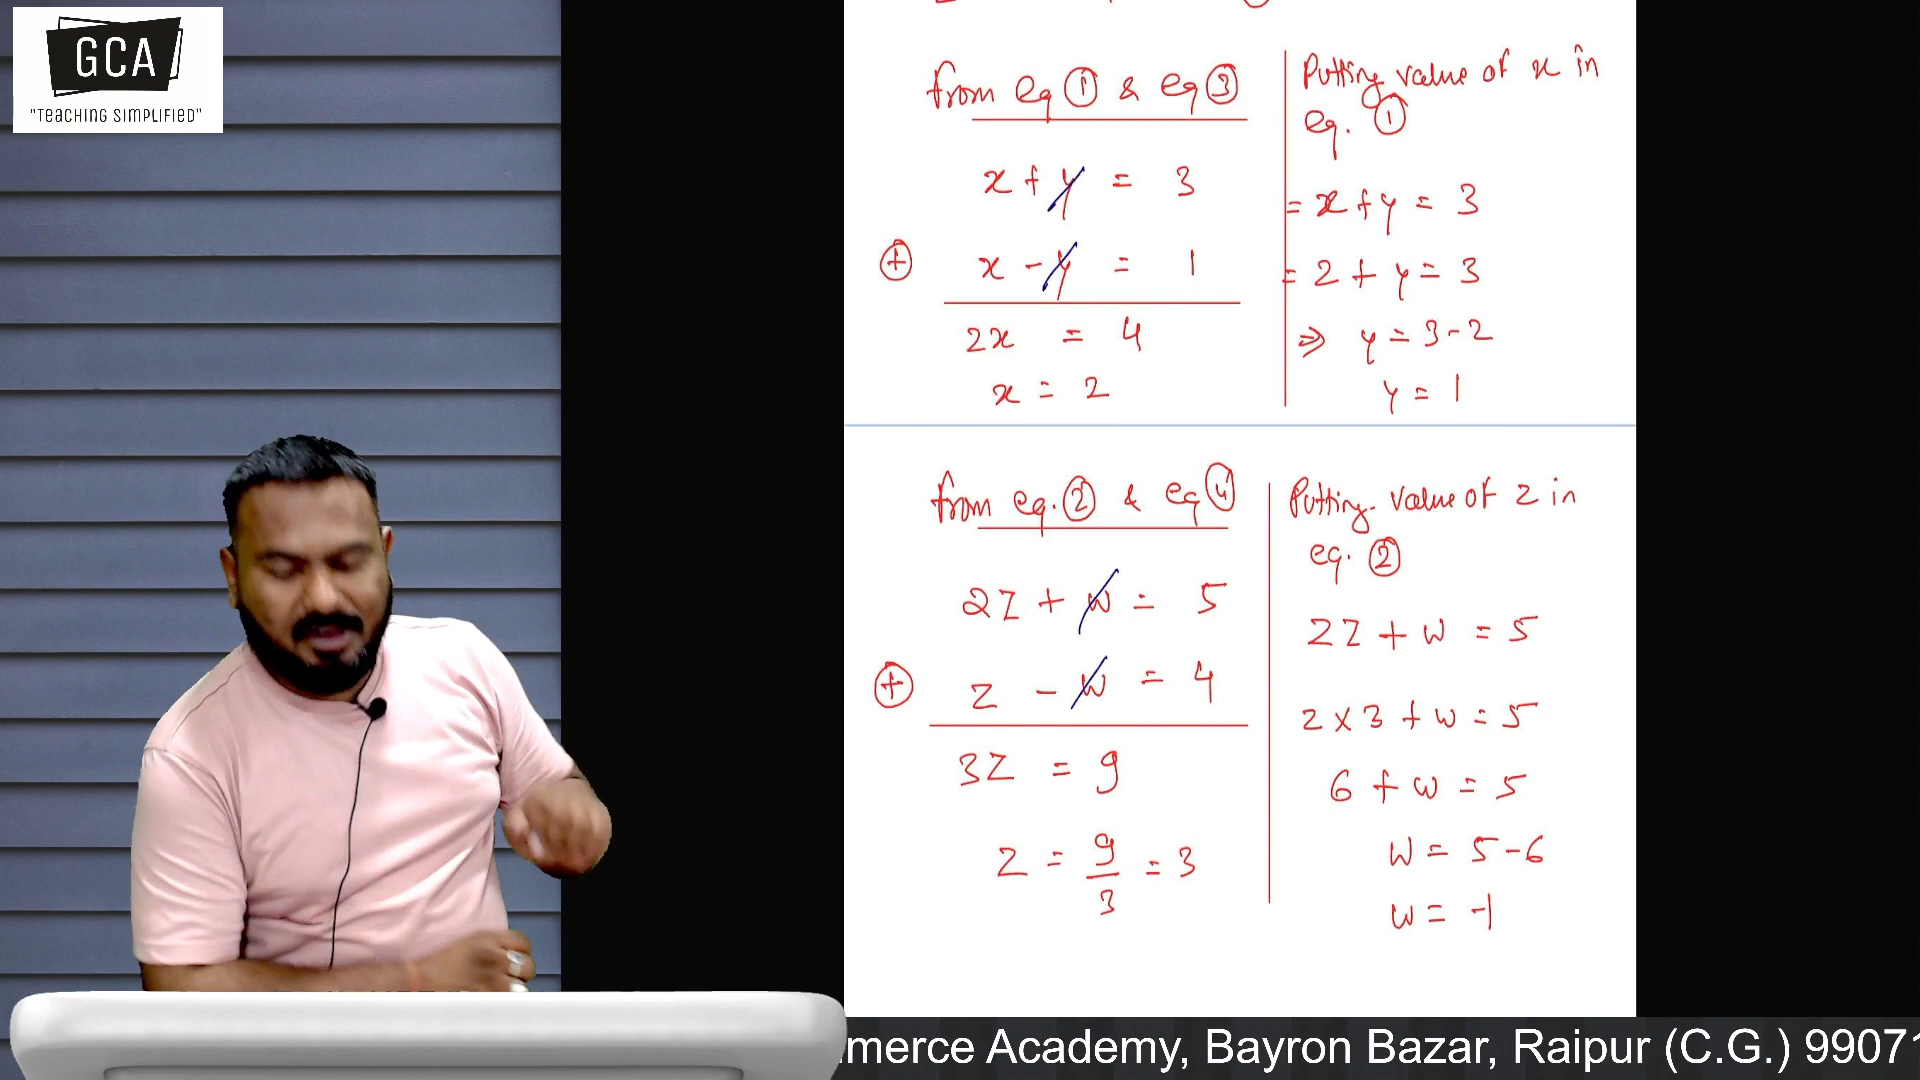 GCA
"TEACHING SIMPLIFIED"
from eq ① & eq ③
x + y = 3
⊕ x - y = 1
2x = 4
x = 2
Putting value of x in
eq. ①
= x + y = 3
= 2 + y = 3
⇒ y = 3 - 2
y = 1
from eq. ② & eq ④
2z + w = 5
⊕ z - w = 4
3z = 9
z = 9/3 = 3
Putting value of z in
eq. ②
2z + w = 5
2 x 3 + w = 5
6 + w = 5
w = 5 - 6
w = -1
mmerce Academy, Bayron Bazar, Raipur (C.G.) 99071